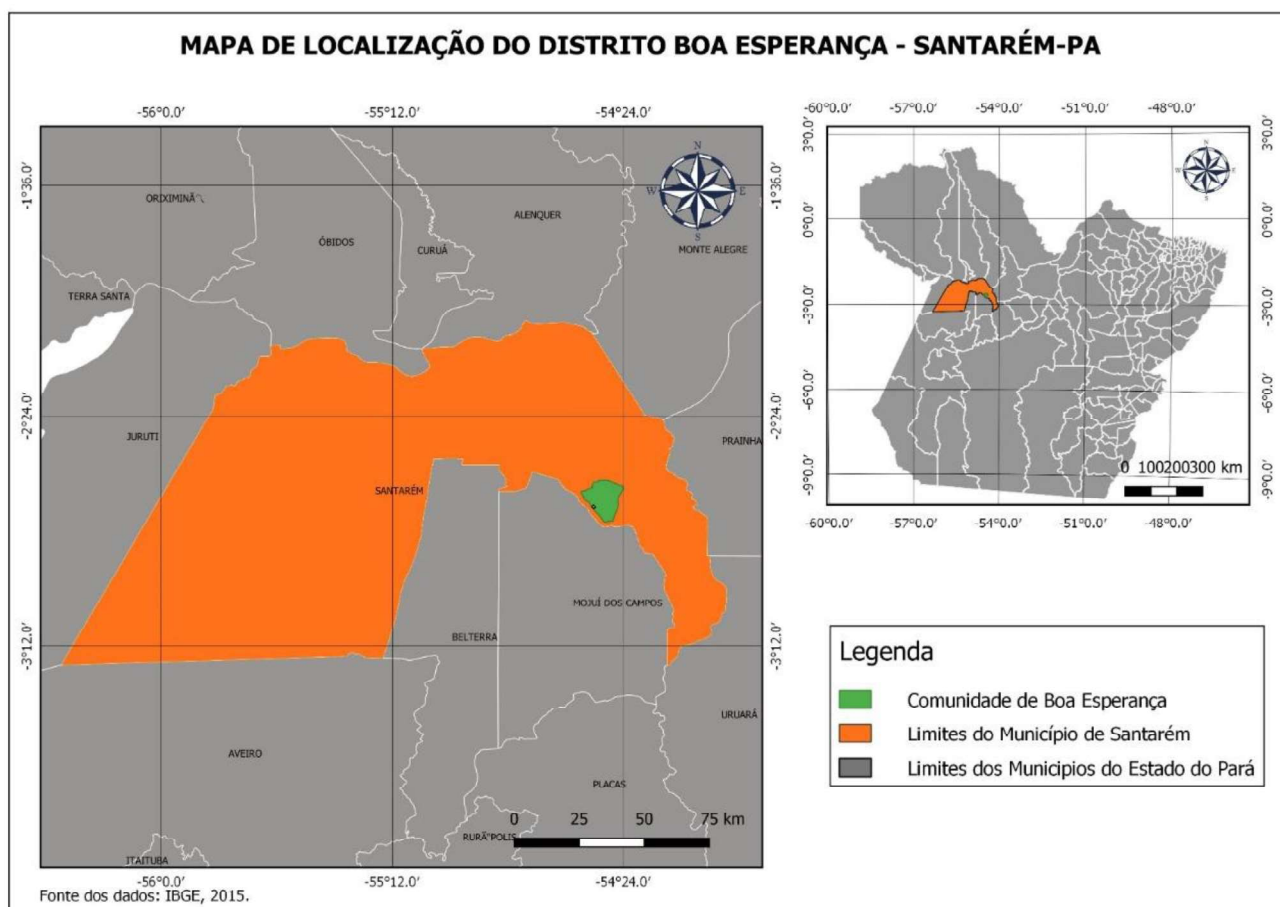 MAPA DE LOCALIZAÇÃO DO DISTRITO BOA ESPERANÇA - SANTARÉM-PA
-56°0.0'
-55°12.0'
-54°24.0'
-1°36.0'
-2°24.0'
-3°12.0'
N
W
E
S
ORIXIMINÃ
ÓBIDOS
CURUÁ
ALENQUER
MONTE ALEGRE
TERRA SANTA
JURUTI
PRAINHA
SANTARÉM
MOJUÍ DOS CAMPOS
BELTERRA
URUARÁ
AVEIRO
PLACAS
RURÃ"POLIS
ITAITUBA
0 25 50 75 km
-1°36.0'
-2°24.0'
-3°12.0'
-56°0.0'
-55°12.0'
-54°24.0'
Fonte dos dados: IBGE, 2015.
-60°0.0'
-57°0.0'
-54°0.0'
-51°0.0'
-48°0.0'
3°0.0'
0°0.0'
-3°0.0'
-6°0.0'
-9°0.0'
N
W
E
S
0 100200300 km
3°0.0'
0°0.0'
-3°0.0'
-6°0.0'
-9°0.0'
-60°0.0'
-57°0.0'
-54°0.0'
-51°0.0'
-48°0.0'
Legenda
Comunidade de Boa Esperança
Limites do Município de Santarém
Limites dos Municipios do Estado do Pará